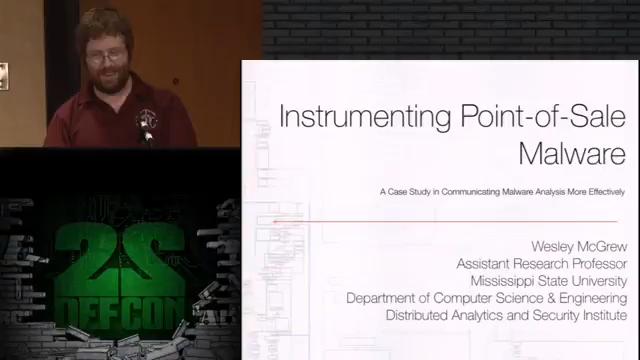 Instrumenting Point-of-Sale
Malware
A Case Study in Communicating Malware Analysis More Effectively
Wesley McGrew
Assistant Research Professor
Mississippi State University
Department of Computer Science & Engineering
Distributed Analytics and Security Institute
22
DEFCON